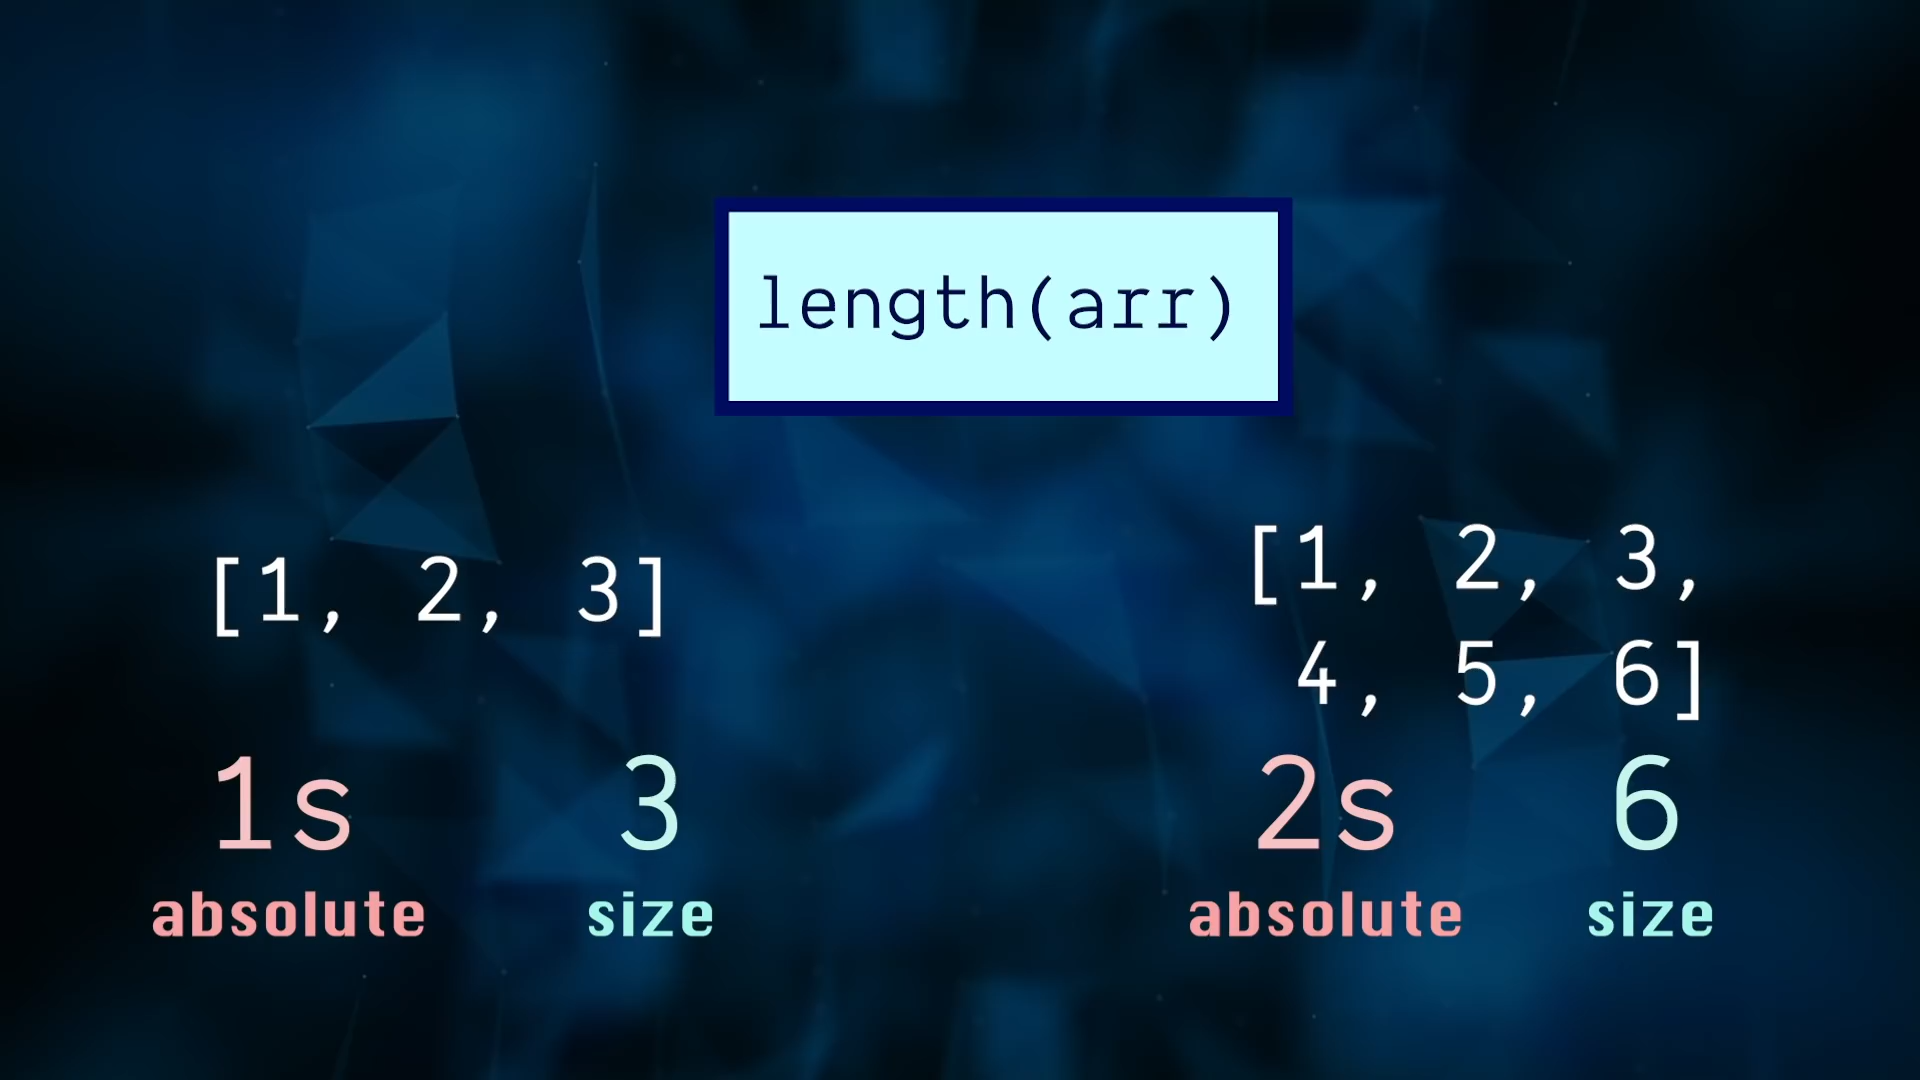 length(arr)
[1, 2, 3]
1s 3
absolute size
[1, 2, 3,
4, 5, 6]
2s 6
absolute size